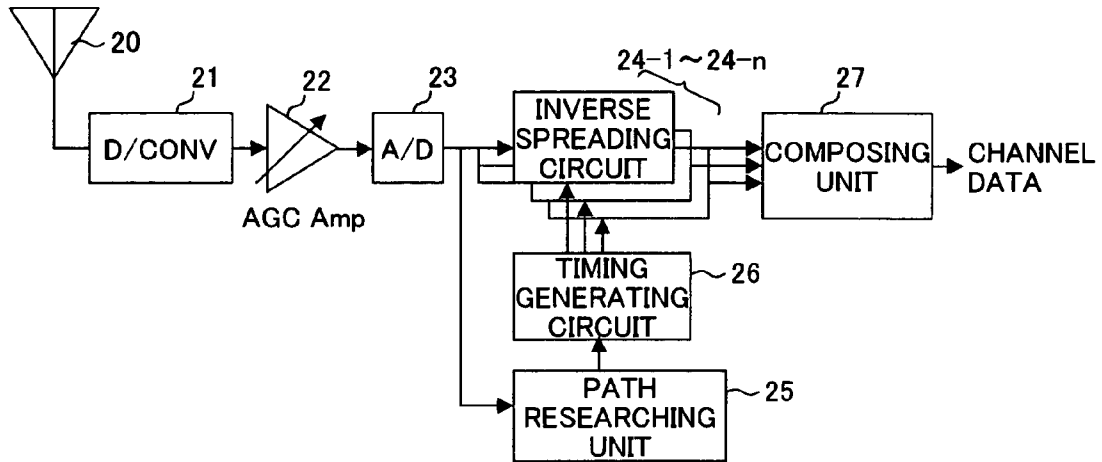 20
21
22
23
24-1~24-n
27
D/CONV
A/D
INVERSE
SPREADING
CIRCUIT
COMPOSING
UNIT
CHANNEL
DATA
AGC Amp
TIMING
GENERATING
CIRCUIT
26
PATH
RESEARCHING
UNIT
25